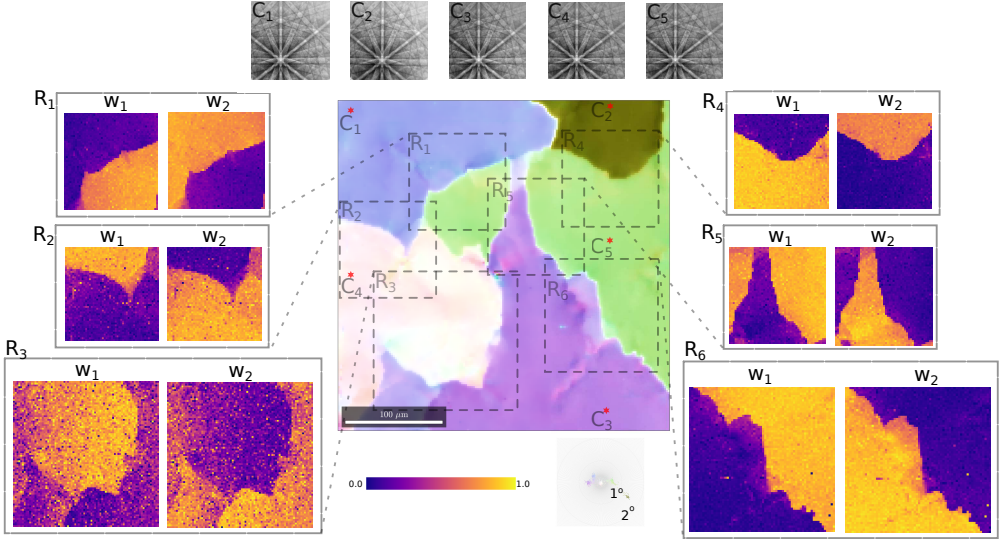 C1 C2 C3 C4 C5
R1 w1 w2
R2 w1 w2
R3 w1 w2
C1 C2
R1 R4
R5
R2
C5
C4 R3 R6
C3
100 μm
R4 w1 w2
R5 w1 w2
R6 w1 w2
0.0 1.0
1°
2°